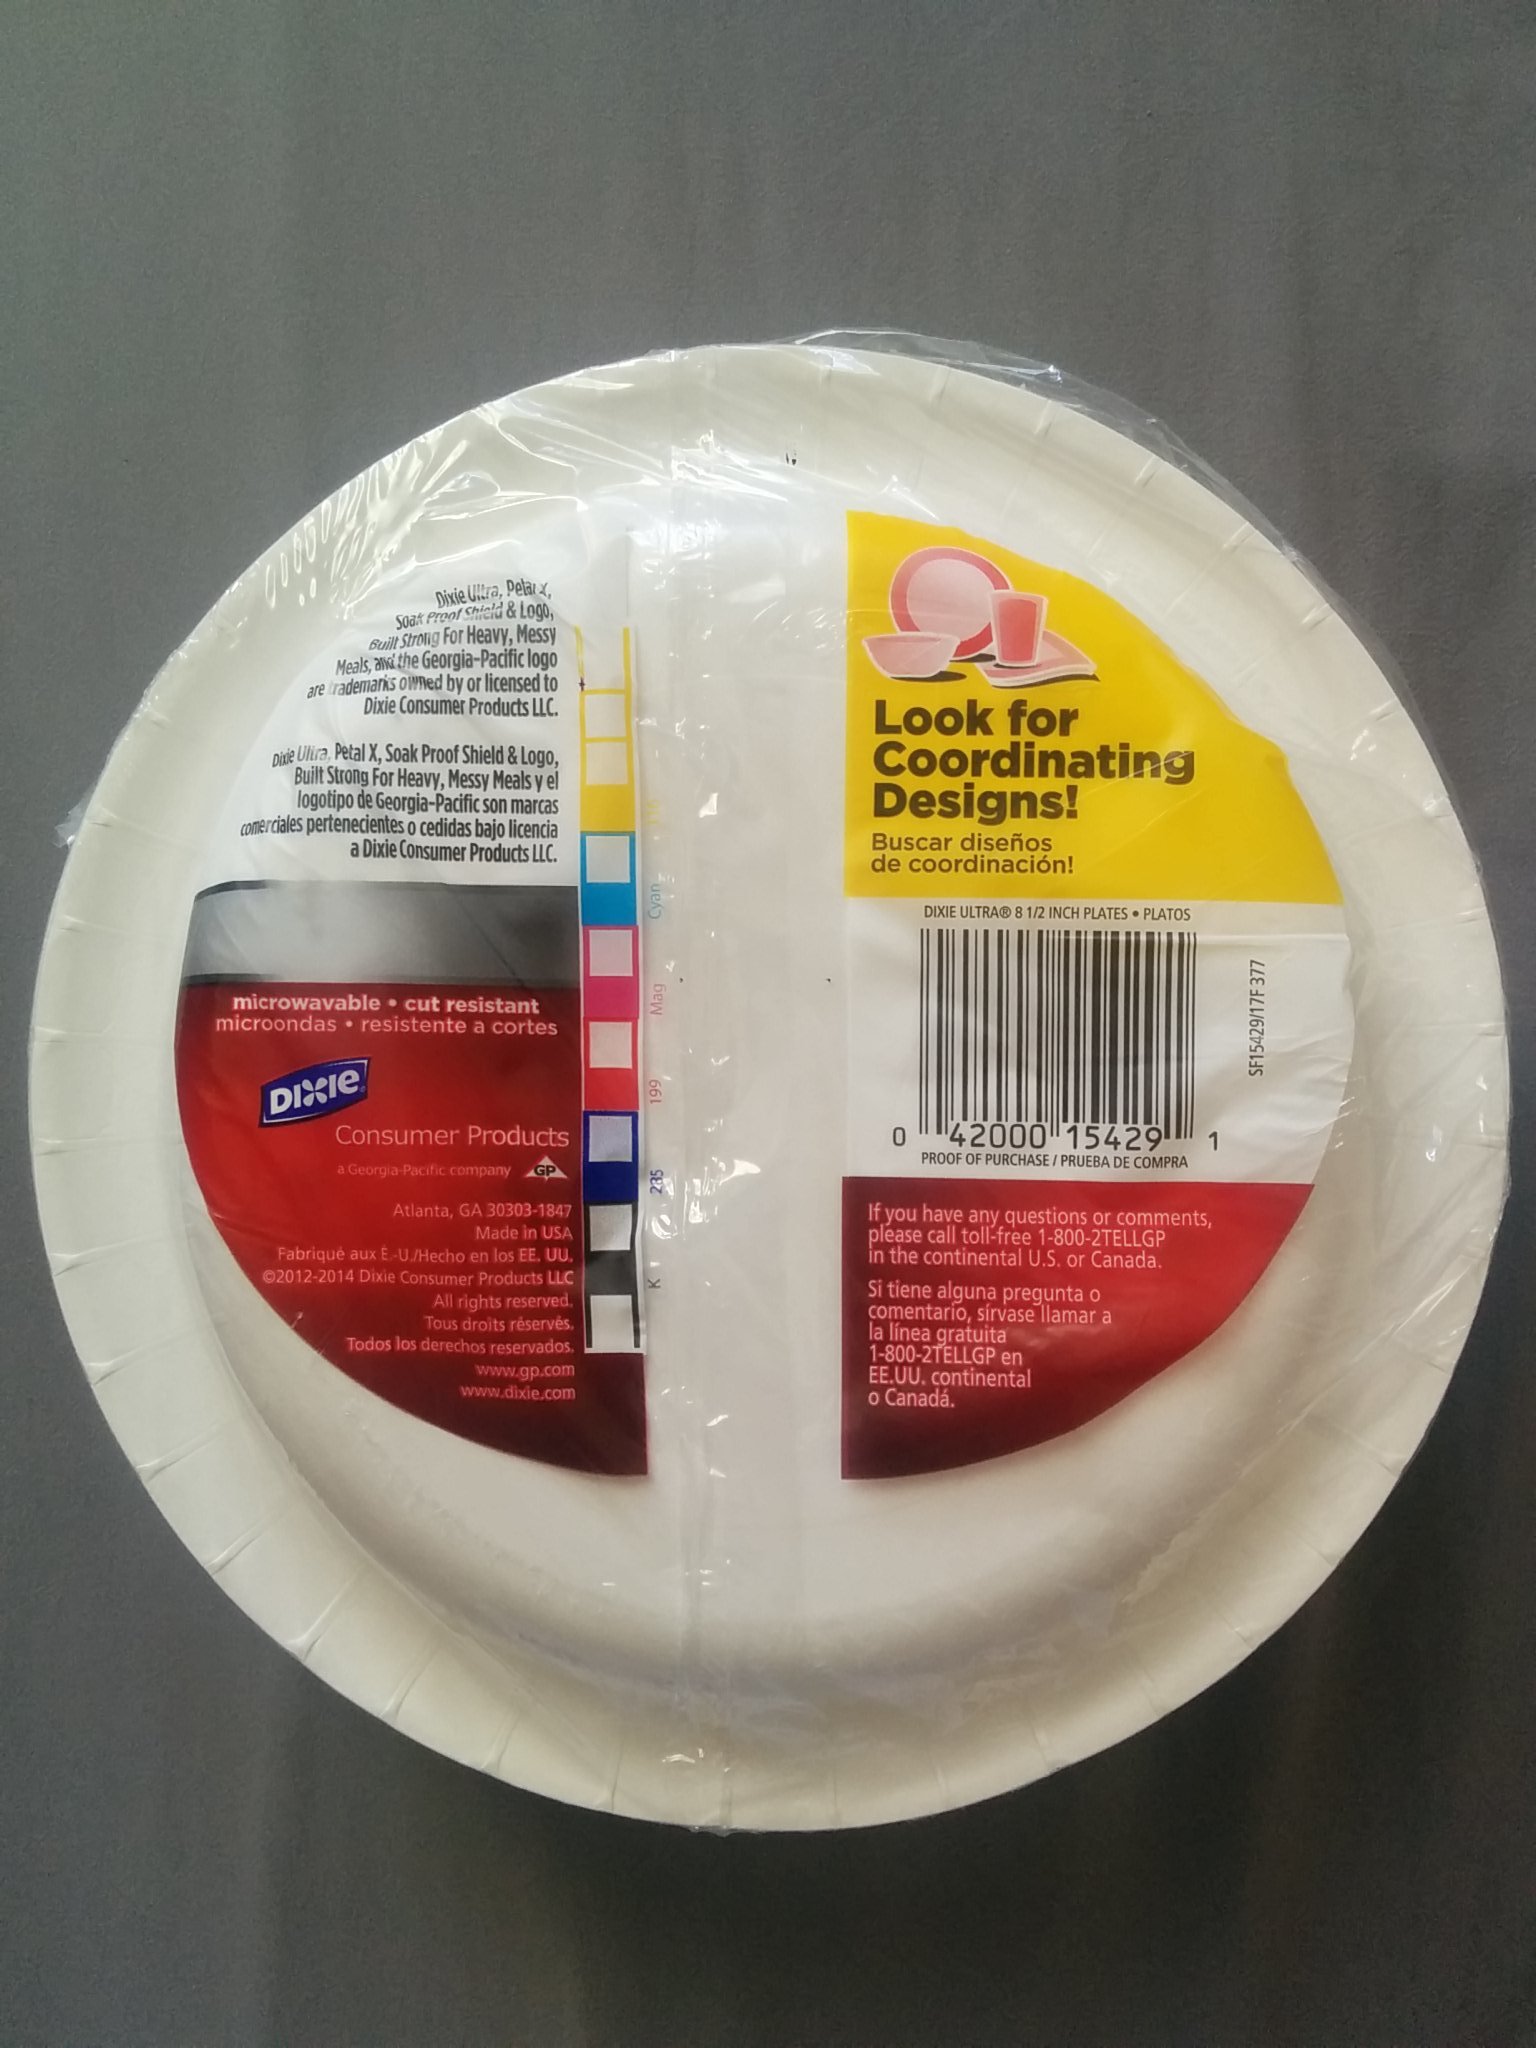 Dixie Ultra, Petal X,
Soak Proof Shield & Logo,
Built Strong For Heavy, Messy
Meals, and the Georgia-Pacific logo
are trademarks owned by or licensed to
Dixie Consumer Products LLC.
Dixie Ultra, Petal X, Soak Proof Shield & Logo,
Built Strong For Heavy, Messy Meals y el
logotipo de Georgia-Pacific son marcas
comerciales pertenecientes o cedidas bajo licencia
a Dixie Consumer Products LLC.
microwavable • cut resistant
microondas • resistente a cortes
DIXIE
Consumer Products
a Georgia-Pacific company GP
Atlanta, GA 30303-1847
Made in USA
Fabriqué aux É.-U./Hecho en los EE. UU.
©2012-2014 Dixie Consumer Products LLC
All rights reserved.
Tous droits réservés.
Todos los derechos reservados.
www.gp.com
www.dixie.com
Cyan
Mag
199
285
K
Look for
Coordinating
Designs!
Buscar diseños
de coordinación!
DIXIE ULTRA® 8 1/2 INCH PLATES • PLATOS
0 42000 15429 1
PROOF OF PURCHASE / PRUEBA DE COMPRA
SF15429/17F 377
If you have any questions or comments,
please call toll-free 1-800-2TELLGP
in the continental U.S. or Canada.
Si tiene alguna pregunta o
comentario, sírvase llamar a
la línea gratuita
1-800-2TELLGP en
EE.UU. continental
o Canadá.